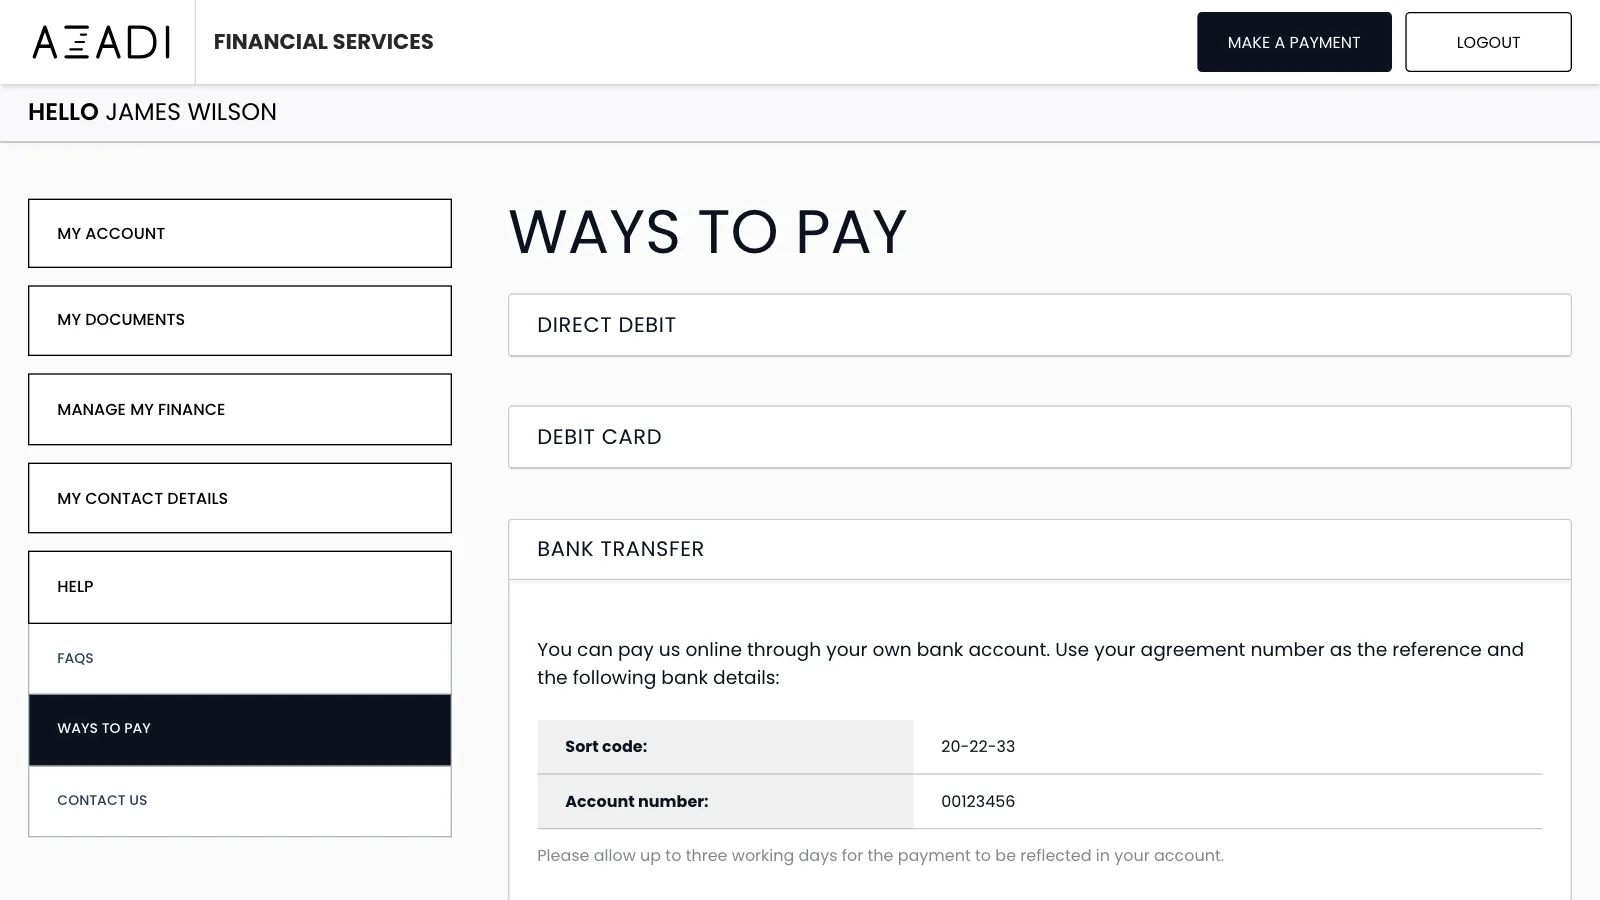 AZADI
FINANCIAL SERVICES
MAKE A PAYMENT
LOGOUT
HELLO JAMES WILSON
MY ACCOUNT
MY DOCUMENTS
MANAGE MY FINANCE
MY CONTACT DETAILS
HELP
FAQS
WAYS TO PAY
CONTACT US
WAYS TO PAY
DIRECT DEBIT
DEBIT CARD
BANK TRANSFER
You can pay us online through your own bank account. Use your agreement number as the reference and
the following bank details:
Sort code: 20-22-33
Account number: 00123456
Please allow up to three working days for the payment to be reflected in your account.